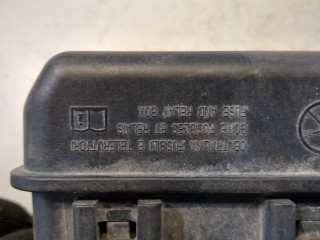 CENTRALINA FUSIBILI E TELERUTTORI
BOITE FUSIBLES ET RELAIS
FUSE AND RELAY BOX